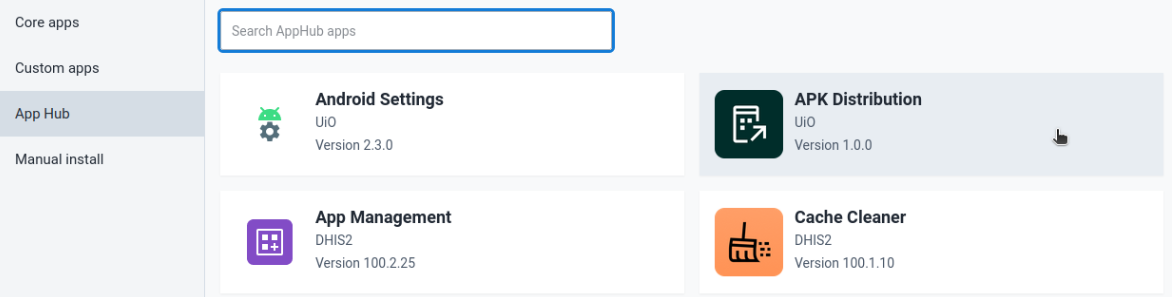 Core apps
Custom apps
App Hub
Manual install
Search AppHub apps
Android Settings
UiO
Version 2.3.0
APK Distribution
UiO
Version 1.0.0
App Management
DHIS2
Version 100.2.25
Cache Cleaner
DHIS2
Version 100.1.10